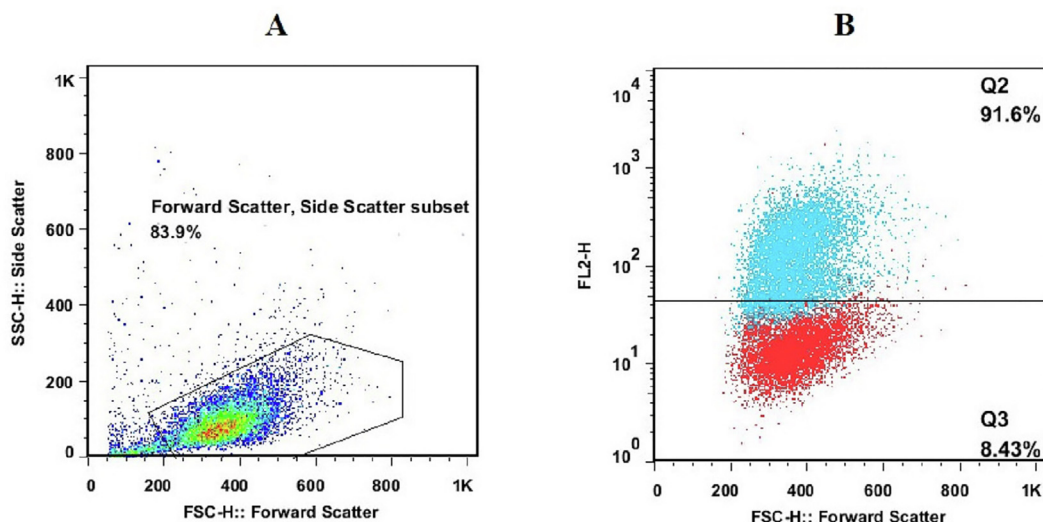 A
1K
800
600
400
200
0
SSC-H:: Side Scatter
Forward Scatter, Side Scatter subset
83.9%
0 200 400 600 800 1K
FSC-H:: Forward Scatter
B
10 4
10 3
10 2
10 1
10 0
FL2-H
Q2
91.6%
Q3
8.43%
0 200 400 600 800 1K
FSC-H:: Forward Scatter